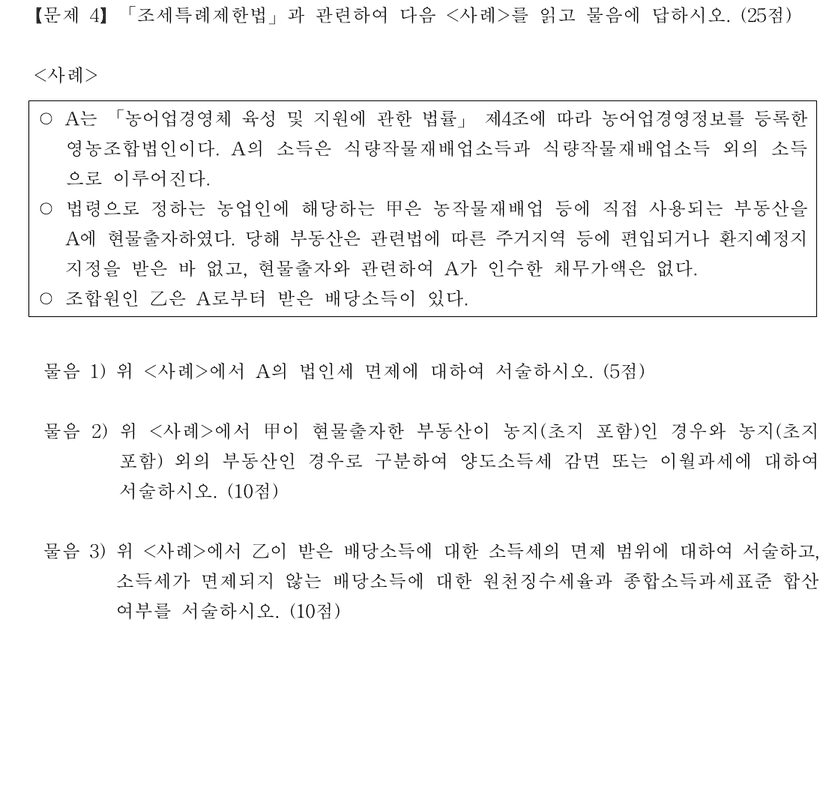 【문제 4】 「조세특례제한법」과 관련하여 다음 <사례>를 읽고 물음에 답하시오. (25점)
<사례>
○ A는 「농어업경영체 육성 및 지원에 관한 법률」 제4조에 따라 농어업경영정보를 등록한
영농조합법인이다. A의 소득은 식량작물재배업소득과 식량작물재배업소득 외의 소득
으로 이루어진다.
○ 법령으로 정하는 농업인에 해당하는 甲은 농작물재배업 등에 직접 사용되는 부동산을
A에 현물출자하였다. 당해 부동산은 관련법에 따른 주거지역 등에 편입되거나 환지예정지
지정을 받은 바 없고, 현물출자와 관련하여 A가 인수한 채무가액은 없다.
○ 조합원인 乙은 A로부터 받은 배당소득이 있다.
물음 1) 위 <사례>에서 A의 법인세 면제에 대하여 서술하시오. (5점)
물음 2) 위 <사례>에서 甲이 현물출자한 부동산이 농지(초지 포함)인 경우와 농지(초지
포함) 외의 부동산인 경우로 구분하여 양도소득세 감면 또는 이월과세에 대하여
서술하시오. (10점)
물음 3) 위 <사례>에서 乙이 받은 배당소득에 대한 소득세의 면제 범위에 대하여 서술하고,
소득세가 면제되지 않는 배당소득에 대한 원천징수세율과 종합소득과세표준 합산
여부를 서술하시오. (10점)